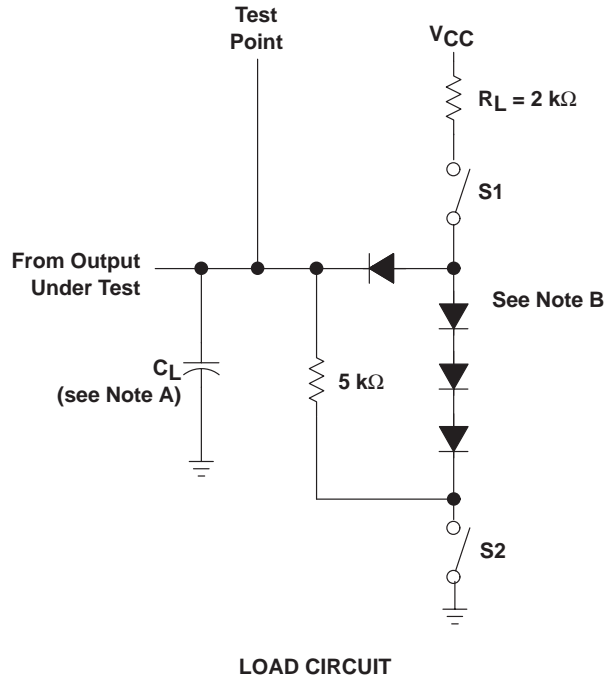 Test
Point
VCC
RL = 2 kΩ
S1
From Output
Under Test
See Note B
CL
(see Note A)
5 kΩ
S2
LOAD CIRCUIT